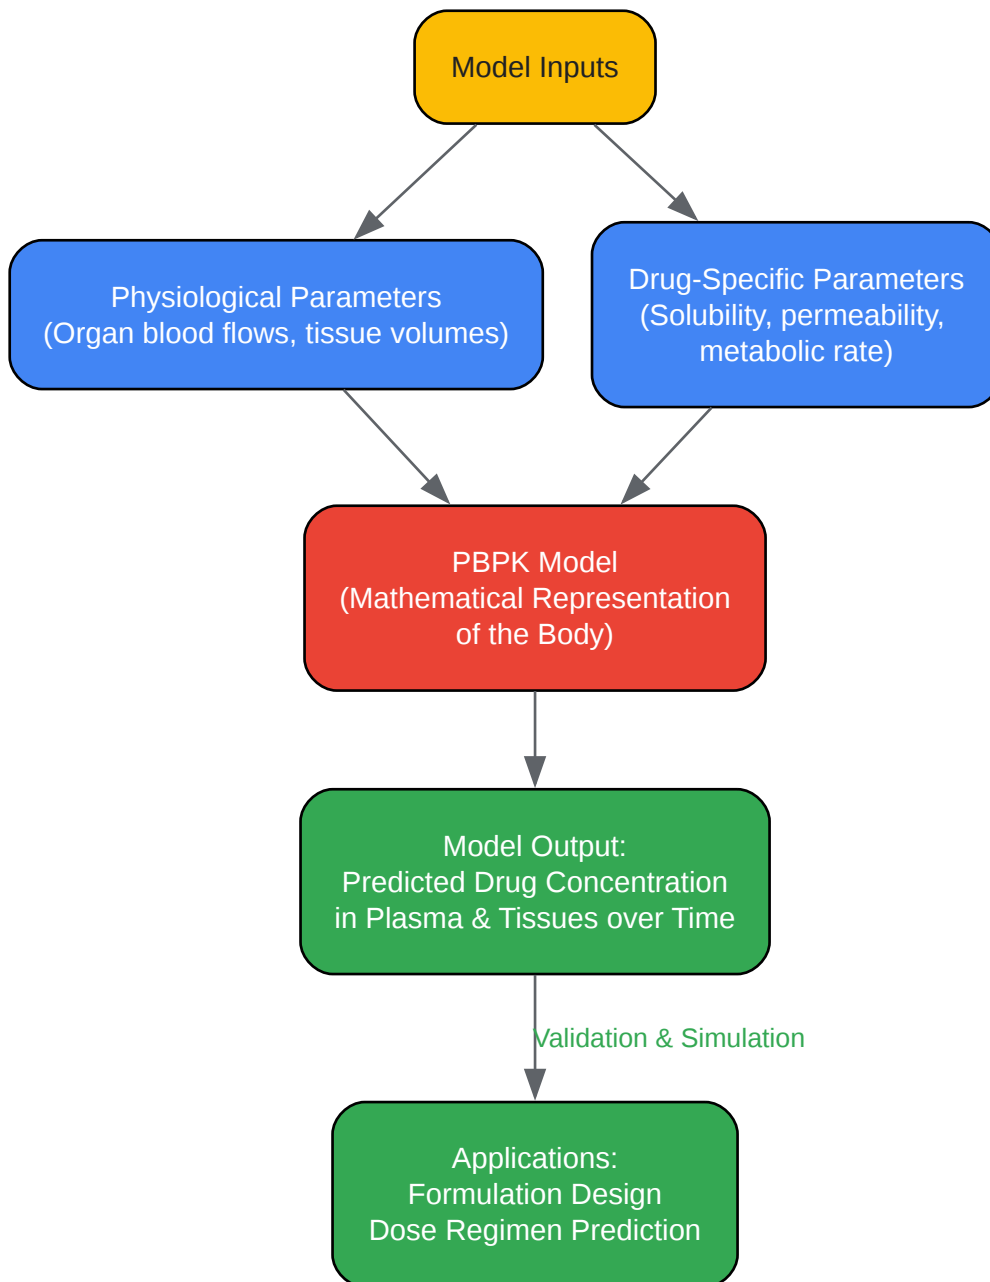 Model Inputs
Physiological Parameters
(Organ blood flows, tissue volumes)
Drug-Specific Parameters
(Solubility, permeability,
metabolic rate)
PBPK Model
(Mathematical Representation
of the Body)
Model Output:
Predicted Drug Concentration
in Plasma & Tissues over Time
Validation & Simulation
Applications:
Formulation Design
Dose Regimen Prediction